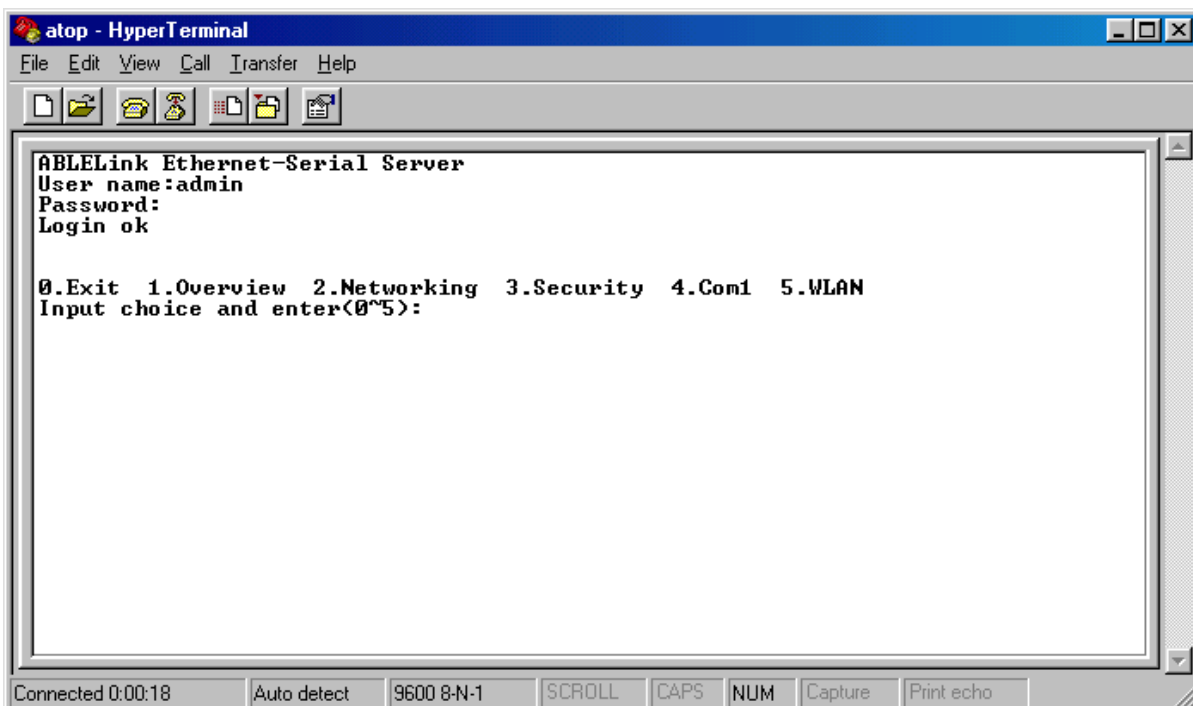 atop - HyperTerminal
File Edit View Call Transfer Help
ABLELink Ethernet-Serial Server
User name:admin
Password:
Login ok
0.Exit 1.Overview 2.Networking 3.Security 4.Com1 5.WLAN
Input choice and enter(0~5):
Connected 0:00:18 Auto detect 9600 8-N-1 SCROLL CAPS NUM Capture Print echo